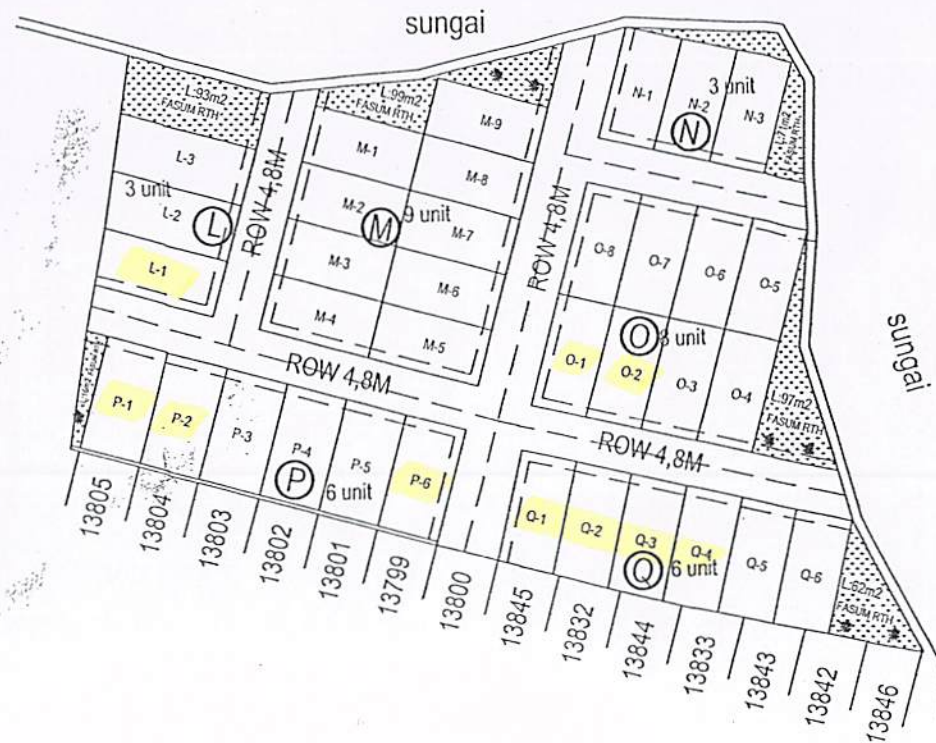 sungai
L:93m2
FASUM RTH
L-3
3 unit
L-2
L
L-1
ROW 4,8M
L:99m2
FASUM RTH
M-1
M-2
M-3
M-4
M
9 unit
M-9
M-8
M-7
M-6
M-5
ROW 4,8M
N-1
N-2
N-3
3 unit
N
L:71m2
FASUM RTH
O-8
O-7
O-6
O-5
O
8 unit
O-1
O-2
O-3
O-4
L:97m2
FASUM RTH
sungai
ROW 4,8M
ROW 4,8M
P-1
P-2
P-3
P-4
P-5
P-6
P
6 unit
Q-1
Q-2
Q-3
Q-4
Q-5
Q-6
Q
6 unit
L:62m2
FASUM RTH
13805
13804
13803
13802
13801
13799
13800
13845
13832
13844
13833
13843
13842
13846